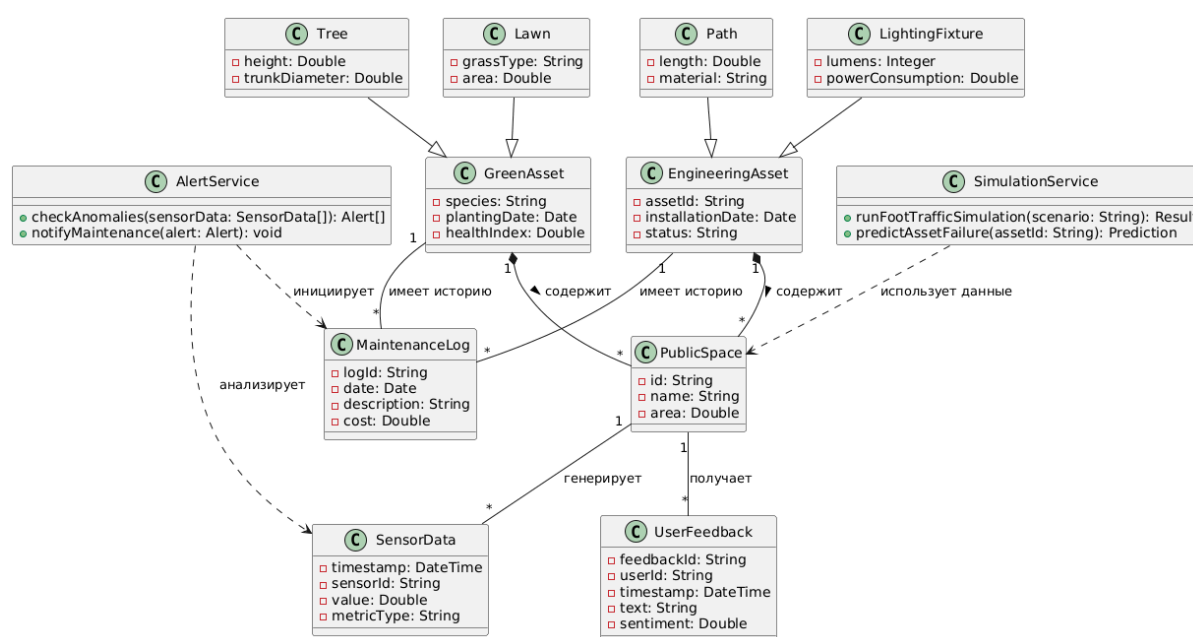 C Tree
height: Double
trunkDiameter: Double
C Lawn
grassType: String
area: Double
C Path
length: Double
material: String
C LightingFixture
lumens: Integer
powerConsumption: Double
C AlertService
checkAnomalies(sensorData: SensorData[]): Alert[]
notifyMaintenance(alert: Alert): void
C GreenAsset
species: String
plantingDate: Date
healthIndex: Double
C EngineeringAsset
assetId: String
installationDate: Date
status: String
C SimulationService
runFootTrafficSimulation(scenario: String): Result
predictAssetFailure(assetId: String): Prediction
1
1
1
1
инициирует
имеет историю
содержит
имеет историю
содержит
использует данные
*
*
*
*
C MaintenanceLog
logId: String
date: Date
description: String
cost: Double
C PublicSpace
id: String
name: String
area: Double
анализирует
1
1
генерирует
получает
*
*
C SensorData
timestamp: DateTime
sensorId: String
value: Double
metricType: String
C UserFeedback
feedbackId: String
userId: String
timestamp: DateTime
text: String
sentiment: Double